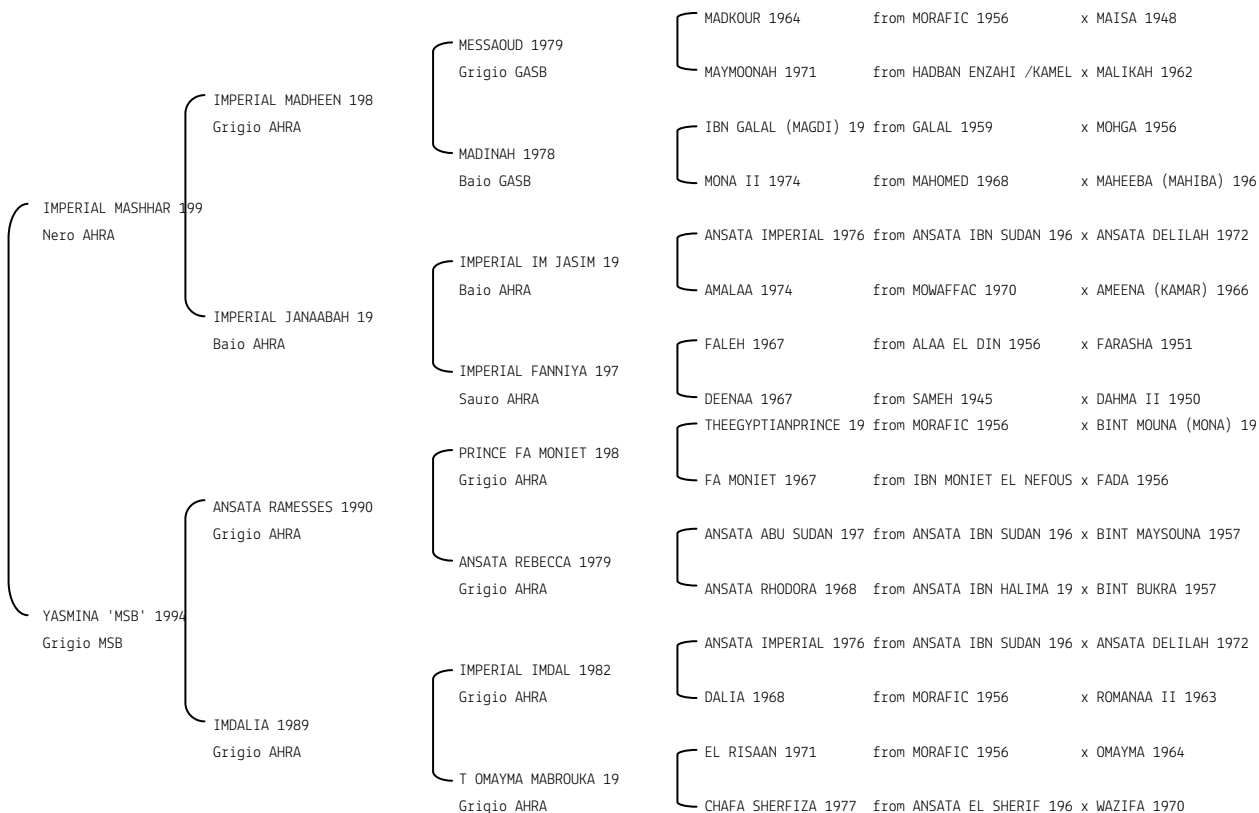 MADKOUR 1964 from MORAFIC 1956 x MAISA 1948
MESSAOUD 1979
Grigio GASB
MAYMOONAH 1971 from HADBAN ENZAHI /KAMEL x MALIKAH 1962
IMPERIAL MADHEEN 198
Grigio AHRA
IBN GALAL (MAGDI) 19 from GALAL 1959 x MOHGA 1956
MADINAH 1978
Baio GASB
MONA II 1974 from MAHOMED 1968 x MAHEEBA (MAHIBA) 196
IMPERIAL MASHHAR 199
Nero AHRA
ANSATA IMPERIAL 1976 from ANSATA IBN SUDAN 196 x ANSATA DELILAH 1972
IMPERIAL IM JASIM 19
Baio AHRA
AMALAA 1974 from MOWAFFAC 1970 x AMEENA (KAMAR) 1966
IMPERIAL JANAABAH 19
Baio AHRA
FALEH 1967 from ALAA EL DIN 1956 x FARASHA 1951
IMPERIAL FANNIYA 197
Sauro AHRA
DEENAA 1967 from SAMEH 1945 x DAHMA II 1950
THEEGYPTIANPRINCE 19 from MORAFIC 1956 x BINT MOUNA (MONA) 19
PRINCE FA MONIET 198
Grigio AHRA
FA MONIET 1967 from IBN MONIET EL NEFOUS x FADA 1956
ANSATA RAMESSES 1990
Grigio AHRA
ANSATA ABU SUDAN 197 from ANSATA IBN SUDAN 196 x BINT MAYSOUNA 1957
ANSATA REBECCA 1979
Grigio AHRA
ANSATA RHODORA 1968 from ANSATA IBN HALIMA 19 x BINT BUKRA 1957
YASMINA 'MSB' 1994
Grigio MSB
ANSATA IMPERIAL 1976 from ANSATA IBN SUDAN 196 x ANSATA DELILAH 1972
IMPERIAL IMDAL 1982
Grigio AHRA
DALIA 1968 from MORAFIC 1956 x ROMANAA II 1963
IMDALIA 1989
Grigio AHRA
EL RISAAN 1971 from MORAFIC 1956 x OMAYMA 1964
T OMAYMA MABROUKA 19
Grigio AHRA
CHAFA SHERFIZA 1977 from ANSATA EL SHERIF 196 x WAZIFA 1970